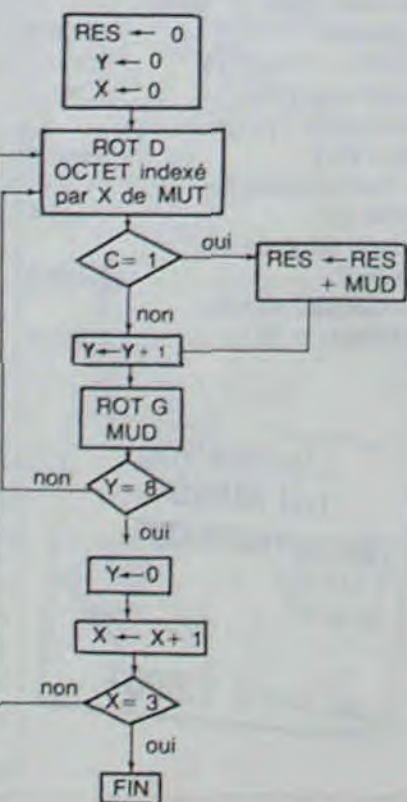 RES ← 0
Y ← 0
X ← 0
ROT D
OCTET indexé
par X de MUT
C = 1
oui
RES ← RES
+ MUD
non
Y ← Y + 1
ROT G
MUD
non
Y = 8
oui
Y ← 0
X ← X + 1
non
X = 3
oui
FIN